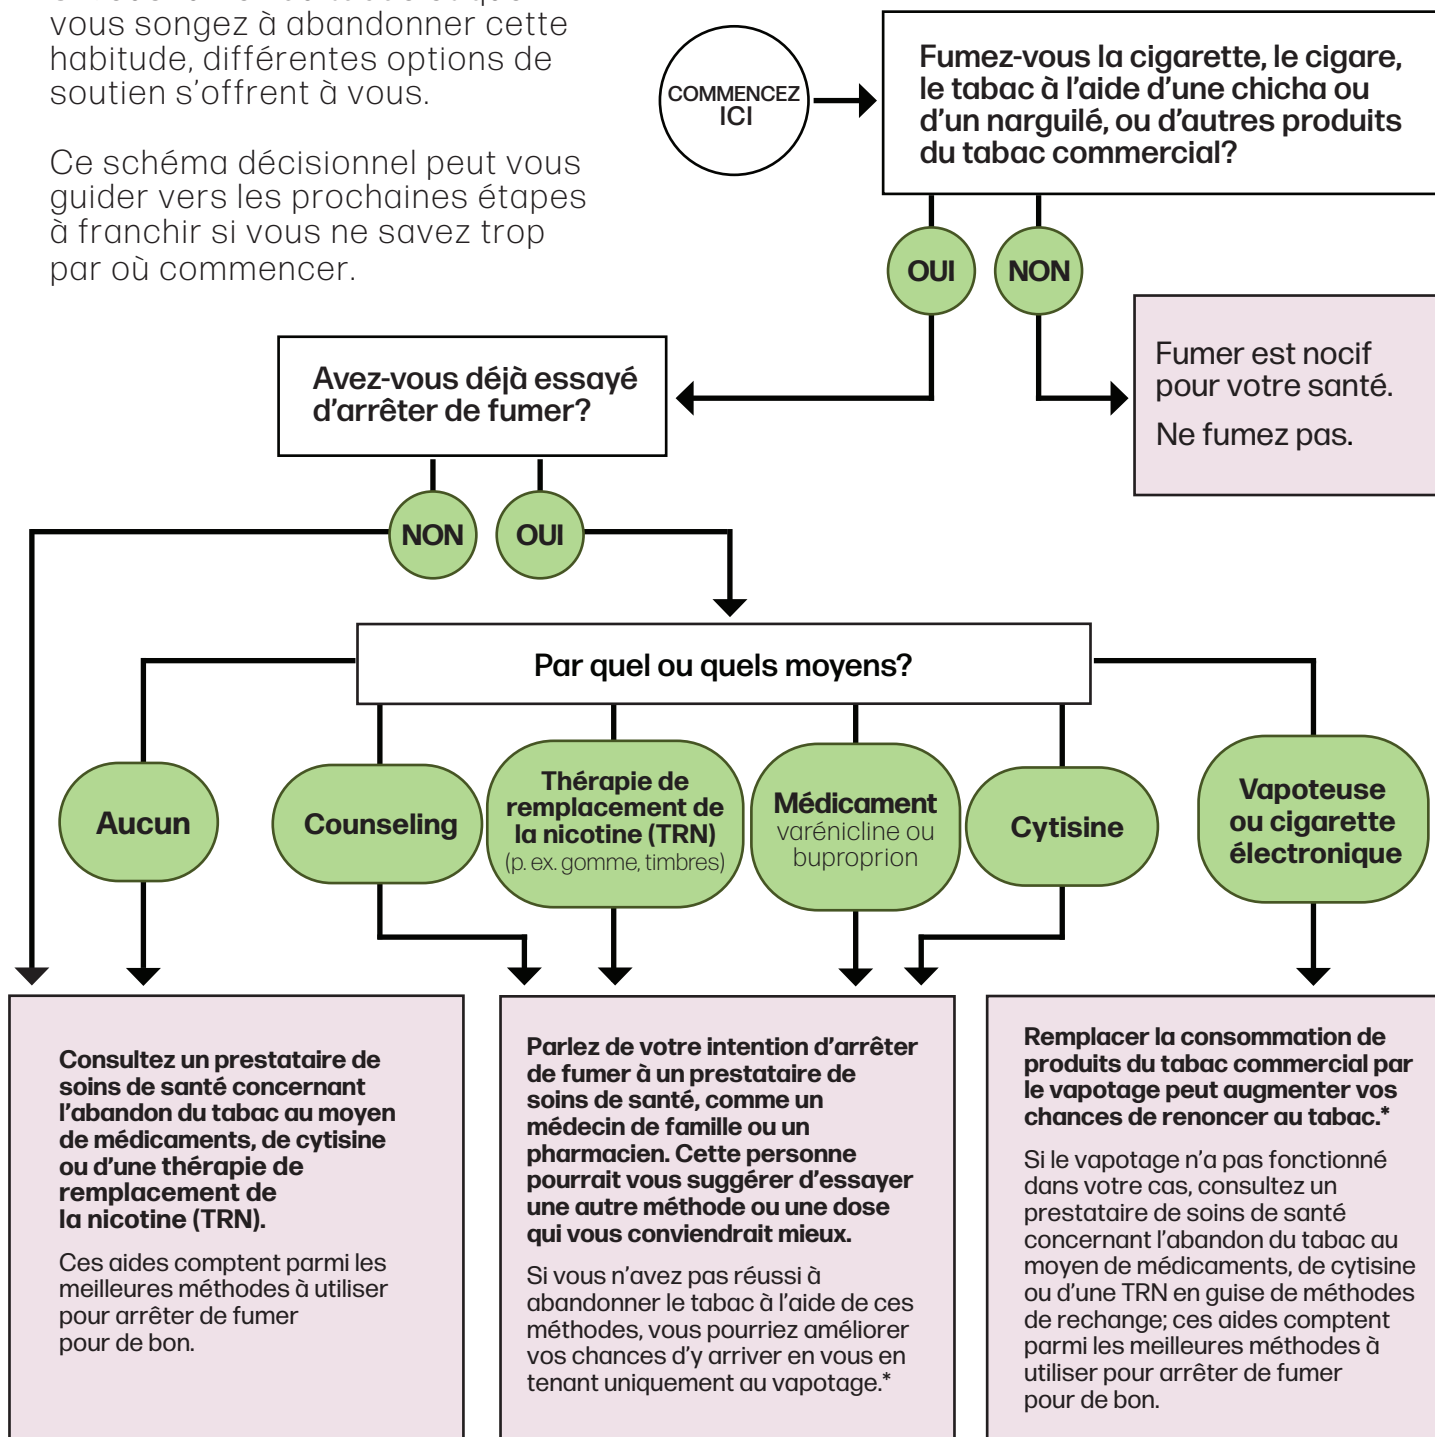 vous songez à abandonner cette
habitude, différentes options de
soutien s'offrent à vous.
Ce schéma décisionnel peut vous
guider vers les prochaines étapes
à franchir si vous ne savez trop
par où commencer.
COMMENCEZ
ICI
Fumez-vous la cigarette, le cigare,
le tabac à l'aide d'une chicha ou
d'un narguilé, ou d'autres produits
du tabac commercial?
OUI
NON
Fumer est nocif
pour votre santé.
Ne fumez pas.
Avez-vous déjà essayé
d'arrêter de fumer?
NON
OUI
Par quel ou quels moyens?
Aucun
Counseling
Thérapie de
remplacement de
la nicotine (TRN)
(p. ex. gomme, timbres)
Médicament
varénicline ou
buproprion
Cytisine
Vapoteuse
ou cigarette
électronique
Consultez un prestataire de
soins de santé concernant
l'abandon du tabac au moyen
de médicaments, de cytisine
ou d'une thérapie de
remplacement de
la nicotine (TRN).
Ces aides comptent parmi les
meilleures méthodes à utiliser
pour arrêter de fumer
pour de bon.
Parlez de votre intention d'arrêter
de fumer à un prestataire de
soins de santé, comme un
médecin de famille ou un
pharmacien. Cette personne
pourrait vous suggérer d'essayer
une autre méthode ou une dose
qui vous conviendrait mieux.
Si vous n'avez pas réussi à
abandonner le tabac à l'aide de ces
méthodes, vous pourriez améliorer
vos chances d'y arriver en vous en
tenant uniquement au vapotage.*
Remplacer la consommation de
produits du tabac commercial par
le vapotage peut augmenter vos
chances de renoncer au tabac.*
Si le vapotage n'a pas fonctionné
dans votre cas, consultez un
prestataire de soins de santé
concernant l'abandon du tabac au
moyen de médicaments, de cytisine
ou d'une TRN en guise de méthodes
de rechange; ces aides comptent
parmi les meilleures méthodes à
utiliser pour arrêter de fumer
pour de bon.